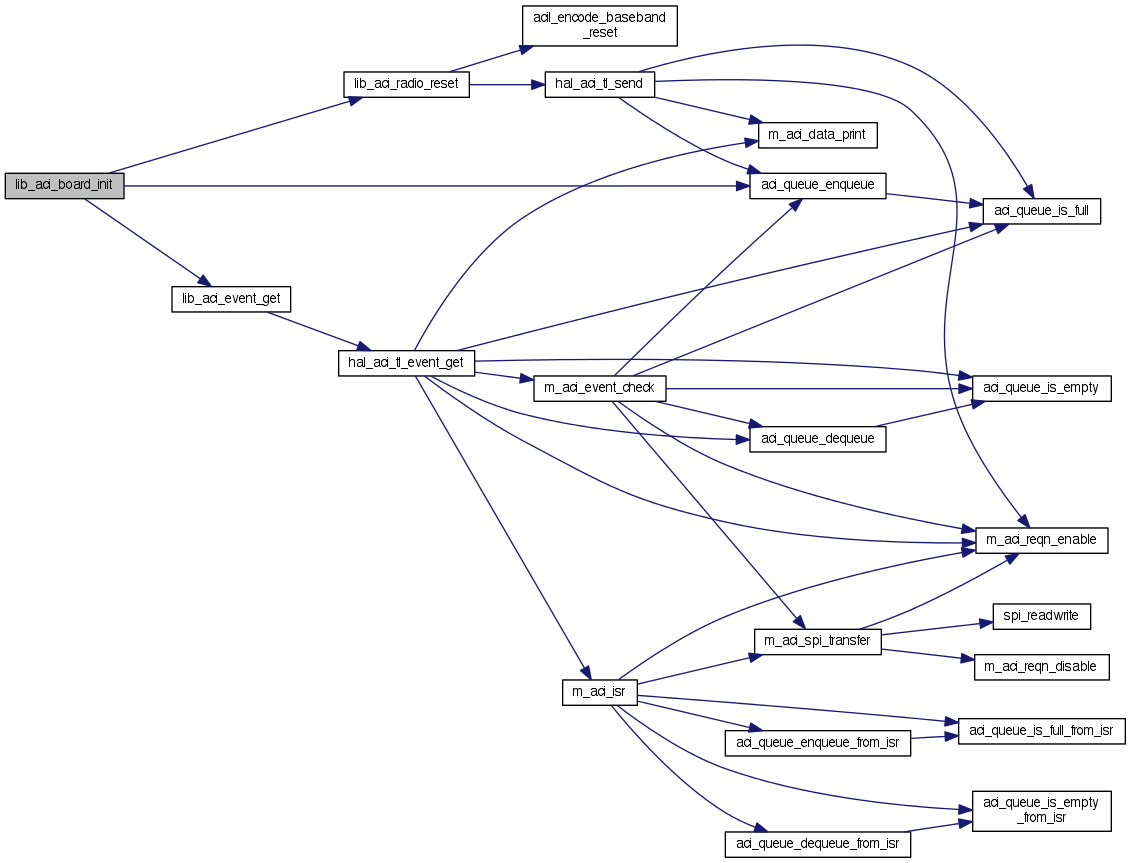 acil_encode_baseband
_reset
lib_aci_radio_reset
hal_aci_tl_send
m_aci_data_print
lib_aci_board_init
aci_queue_enqueue
aci_queue_is_full
lib_aci_event_get
hal_aci_tl_event_get
m_aci_event_check
aci_queue_is_empty
aci_queue_dequeue
m_aci_reqn_enable
spi_readwrite
m_aci_spi_transfer
m_aci_reqn_disable
m_aci_isr
aci_queue_is_full_from_isr
aci_queue_enqueue_from_isr
aci_queue_is_empty
_from_isr
aci_queue_dequeue_from_isr